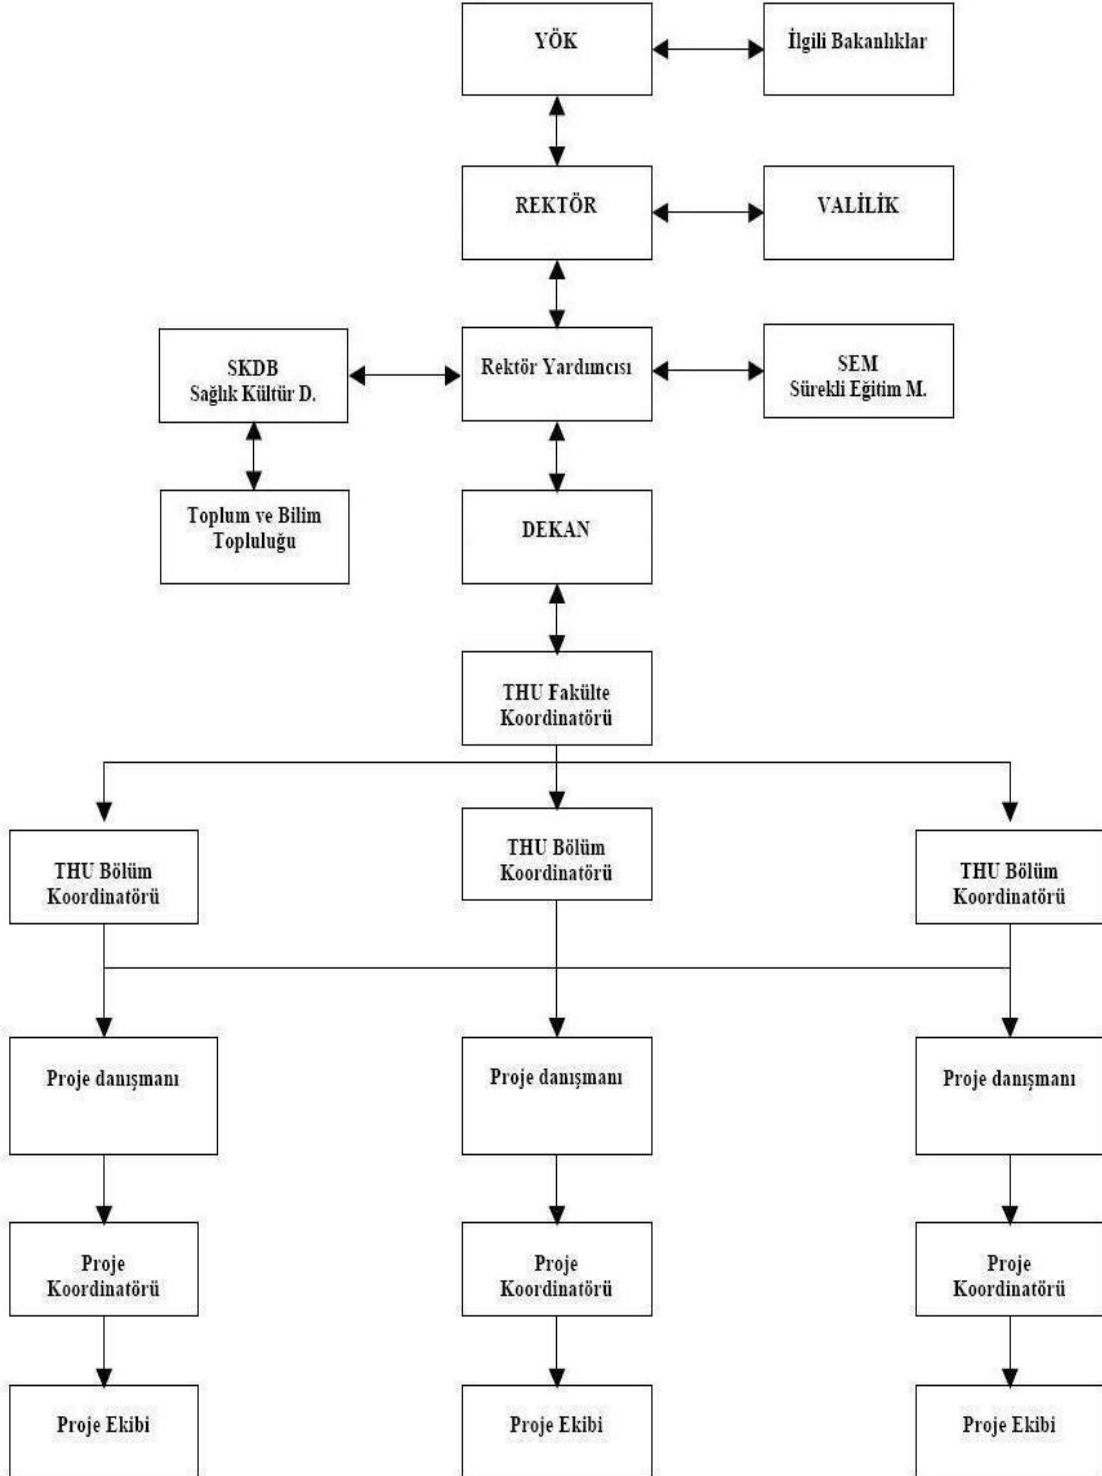 YÖK
İlgili Bakanlıklar
REKTÖR
VALİLİK
SKDB
Sağlık Kültür D.
Rektör Yardımcısı
SEM
Sürekli Eğitim M.
Toplum ve Bilim
Topluluğu
DEKAN
THU Fakülte
Koordinatörü
THU Bölüm
Koordinatörü
THU Bölüm
Koordinatörü
THU Bölüm
Koordinatörü
Proje danışmanı
Proje danışmanı
Proje danışmanı
Proje
Koordinatörü
Proje
Koordinatörü
Proje
Koordinatörü
Proje Ekibi
Proje Ekibi
Proje Ekibi